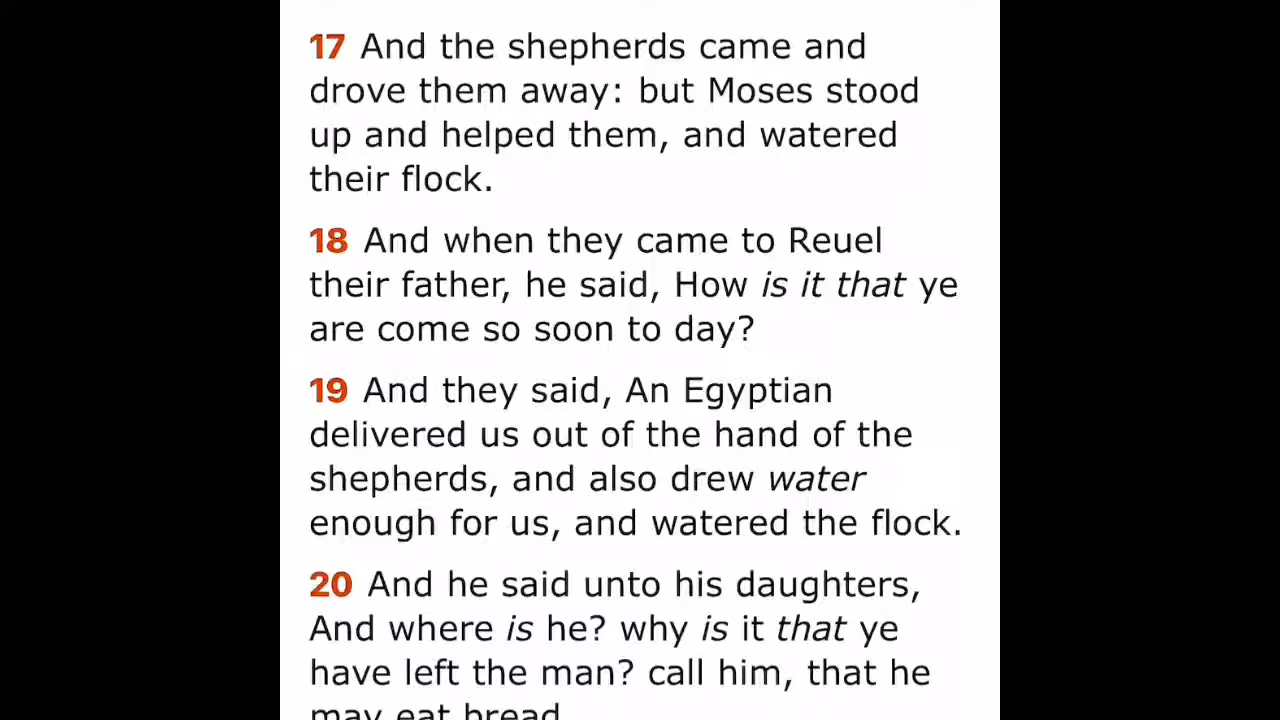 17 And the shepherds came and
drove them away: but Moses stood
up and helped them, and watered
their flock.
18 And when they came to Reuel
their father, he said, How is it that ye
are come so soon to day?
19 And they said, An Egyptian
delivered us out of the hand of the
shepherds, and also drew water
enough for us, and watered the flock.
20 And he said unto his daughters,
And where is he? why is it that ye
have left the man? call him, that he
may eat bread